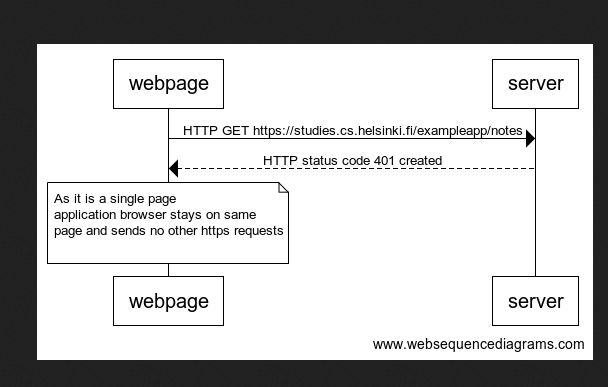 webpage
server
HTTP GET https://studies.cs.helsinki.fi/exampleapp/notes
HTTP status code 401 created
As it is a single page
application browser stays on same
page and sends no other https requests
webpage
server
www.websequencediagrams.com